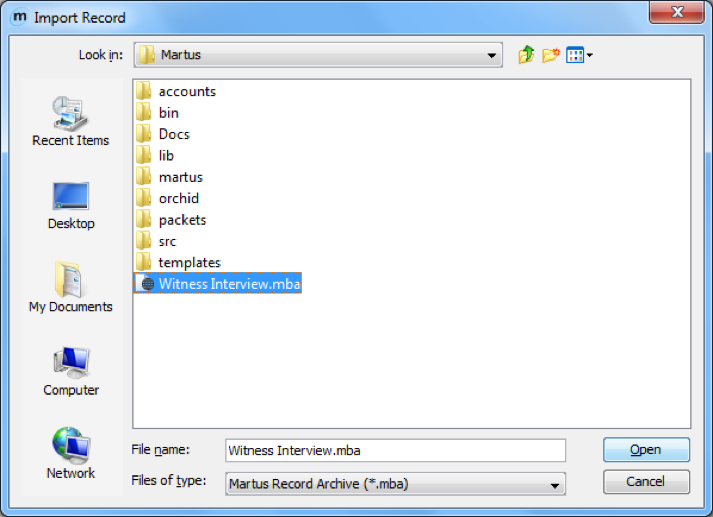 m Import Record
Look in: Martus
accounts
bin
Docs
lib
martus
orchid
packets
src
templates
Witness Interview.mba
Recent Items
Desktop
My Documents
Computer
Network
File name: Witness Interview.mba Open
Files of type: Martus Record Archive (*.mba) Cancel